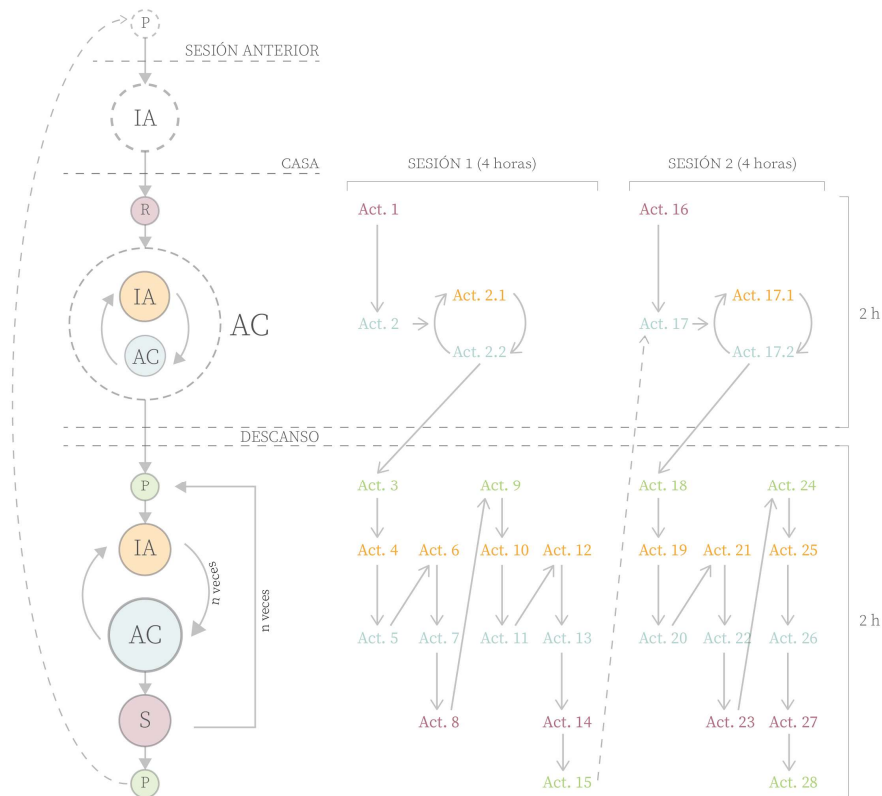 P
SESIÓN ANTERIOR
IA
CASA
SESIÓN 1 (4 horas)
SESIÓN 2 (4 horas)
R
Act. 1
Act. 16
IA
AC
AC
Act. 2
Act. 2.1
Act. 2.2
Act. 17
Act. 17.1
Act. 17.2
2 h
DESCANSO
P
Act. 3
Act. 9
Act. 18
Act. 24
IA
n veces
n veces
Act. 4
Act. 6
Act. 10
Act. 12
Act. 19
Act. 21
Act. 25
AC
Act. 5
Act. 7
Act. 11
Act. 13
Act. 20
Act. 22
Act. 26
2 h
S
Act. 8
Act. 14
Act. 23
Act. 27
P
Act. 15
Act. 28